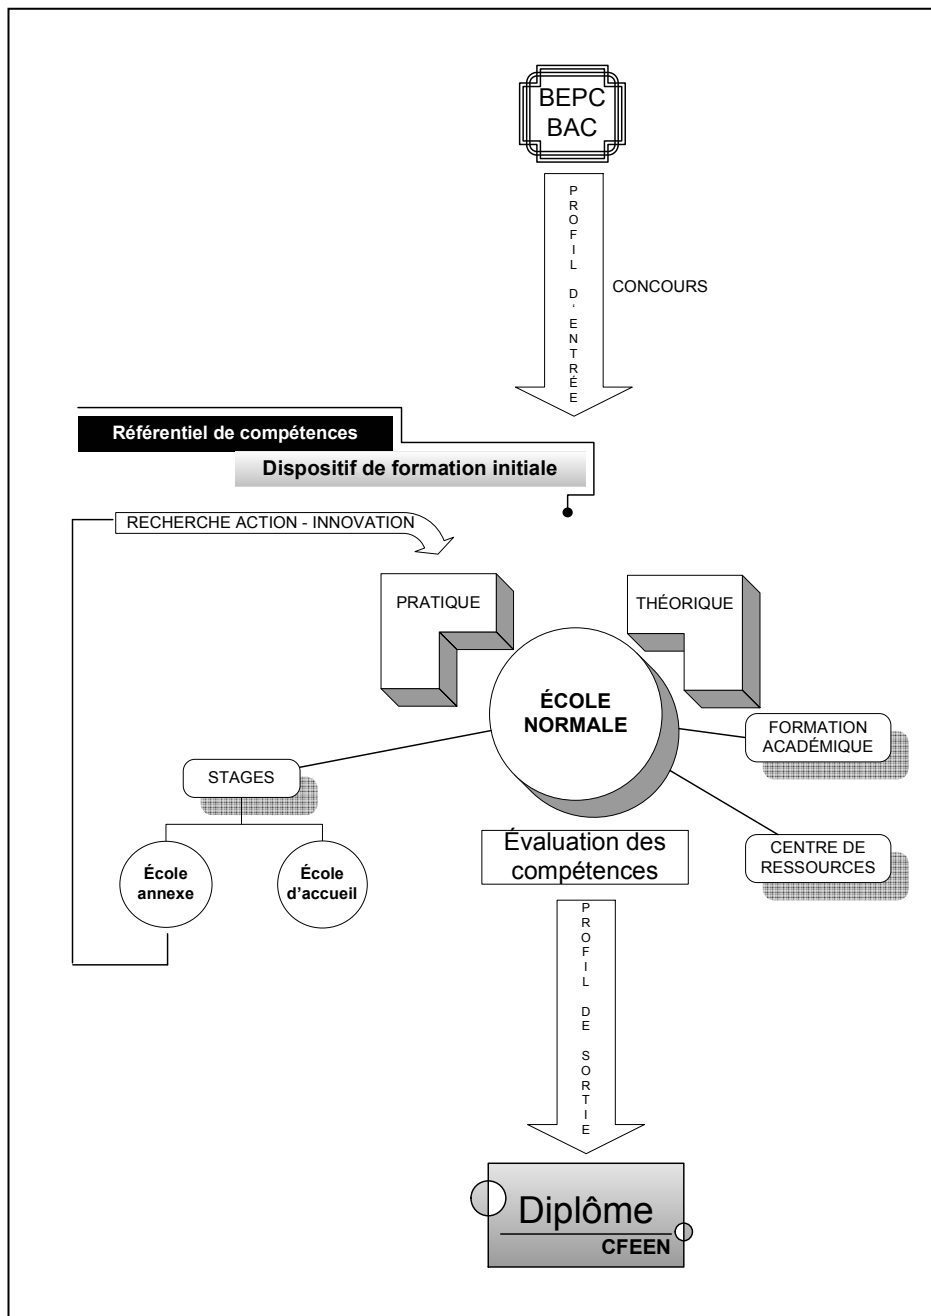 BEPC
BAC
PROFIL D' ENTRÉE
CONCOURS
Référentiel de compétences
Dispositif de formation initiale
RECHERCHE ACTION - INNOVATION
PRATIQUE
THÉORIQUE
ÉCOLE
NORMALE
FORMATION
ACADÉMIQUE
STAGES
Évaluation des
compétences
CENTRE DE
RESSOURCES
École
annexe
École
d’accueil
PROFIL DE SORTIE
Diplôme
CFEEN